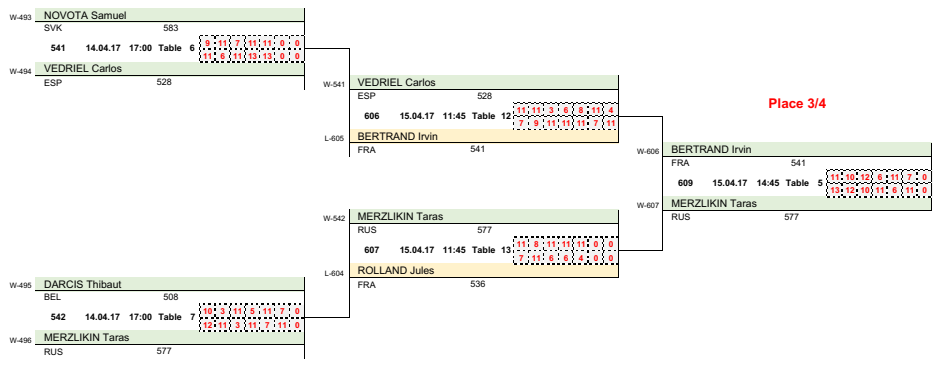 W-493 NOVOTA Samuel
SVK 583
541 14.04.17 17:00 Table 6
9 11 7 11 11 0 0
11 6 11 13 13 0 0
W-494 VEDRIEL Carlos
ESP 528
W-541 VEDRIEL Carlos
ESP 528
606 15.04.17 11:45 Table 12
11 11 3 6 8 11 4
7 9 11 11 11 7 11
L-605 BERTRAND Irvin
FRA 541
Place 3/4
W-606 BERTRAND Irvin
FRA 541
609 15.04.17 14:45 Table 5
11 10 12 6 11 7 0
13 12 10 11 6 11 0
W-607 MERZLIKIN Taras
RUS 577
W-542 MERZLIKIN Taras
RUS 577
607 15.04.17 11:45 Table 13
11 8 11 11 11 0 0
7 11 6 6 4 0 0
L-604 ROLLAND Jules
FRA 536
W-495 DARCIS Thibaut
BEL 508
542 14.04.17 17:00 Table 7
10 3 11 5 11 7 0
12 11 3 11 7 11 0
W-496 MERZLIKIN Taras
RUS 577